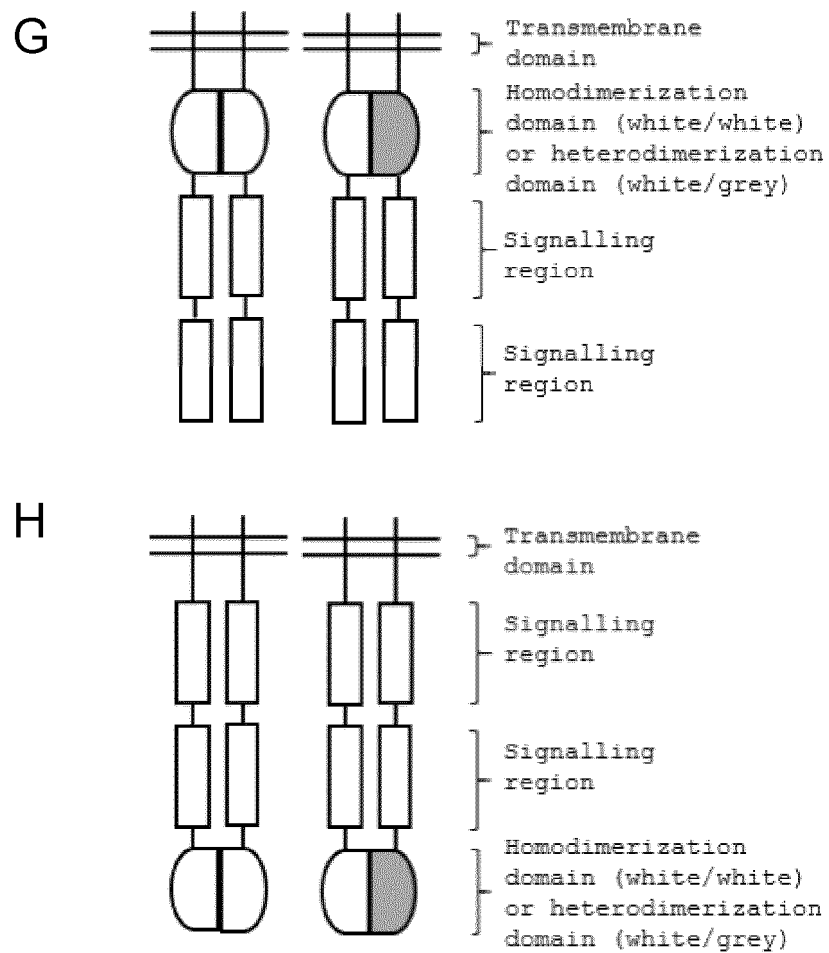 G
Transmembrane
domain
Homodimerization
domain (white/white)
or heterodimerization
domain (white/grey)
Signalling
region
Signalling
region
H
Transmembrane
domain
Signalling
region
Signalling
region
Homodimerization
domain (white/white)
or heterodimerization
domain (white/grey)